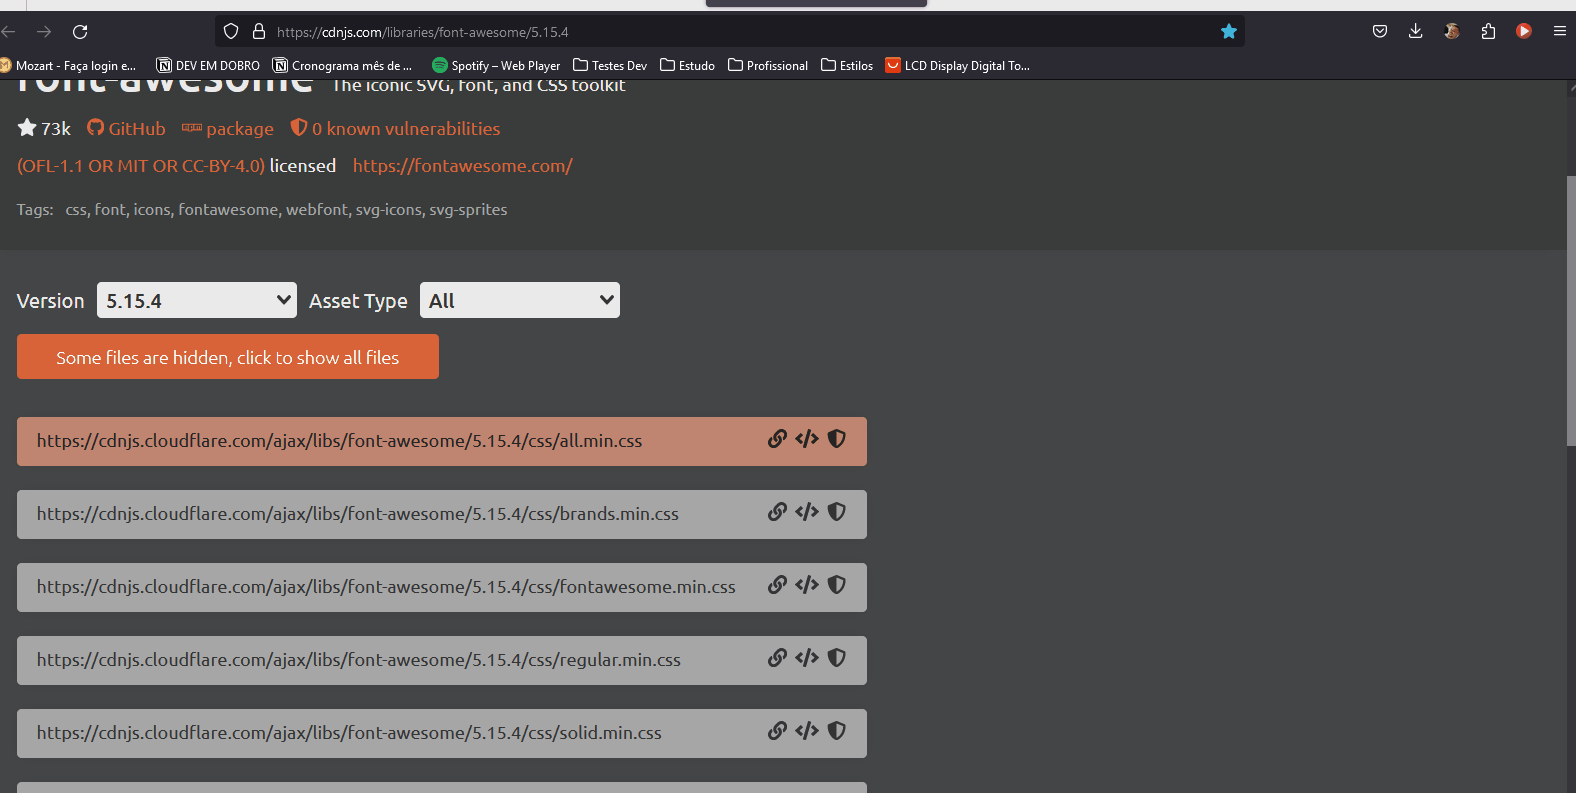 https://cdnjs.com/libraries/font-awesome/5.15.4
Mozart - Faça login e... DEV EM DOBRO Cronograma mês de ... Spotify – Web Player Testes Dev Estudo Profissional Estilos LCD Display Digital To...
font-awesome The iconic SVG, font, and CSS toolkit
73k GitHub npm package 0 known vulnerabilities
(OFL-1.1 OR MIT OR CC-BY-4.0) licensed https://fontawesome.com/
Tags: css, font, icons, fontawesome, webfont, svg-icons, svg-sprites
Version 5.15.4 Asset Type All
Some files are hidden, click to show all files
https://cdnjs.cloudflare.com/ajax/libs/font-awesome/5.15.4/css/all.min.css
https://cdnjs.cloudflare.com/ajax/libs/font-awesome/5.15.4/css/brands.min.css
https://cdnjs.cloudflare.com/ajax/libs/font-awesome/5.15.4/css/fontawesome.min.css
https://cdnjs.cloudflare.com/ajax/libs/font-awesome/5.15.4/css/regular.min.css
https://cdnjs.cloudflare.com/ajax/libs/font-awesome/5.15.4/css/solid.min.css